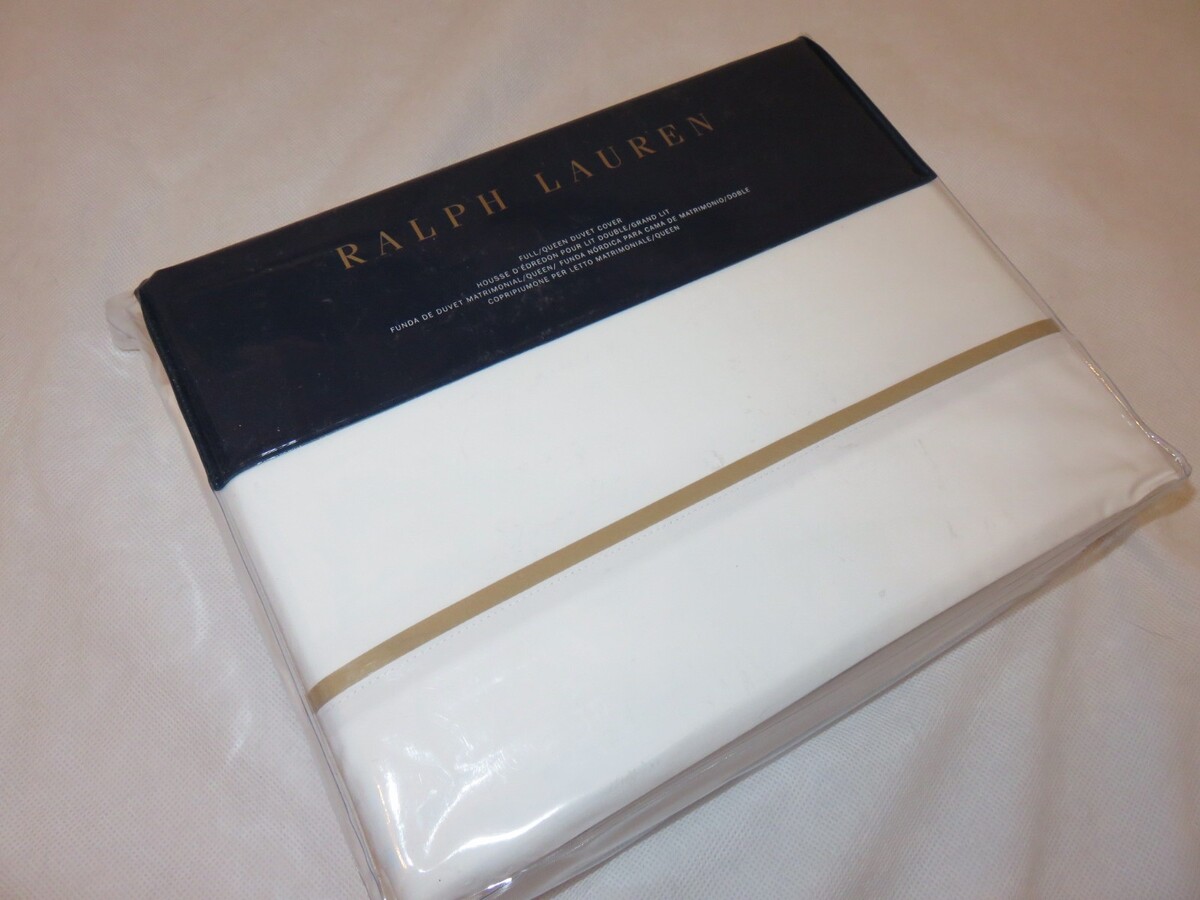 RALPH LAUREN
FULL/QUEEN DUVET COVER
HOUSSE D'ÉDREDON POUR LIT DOUBLE/GRAND LIT
FUNDA DE DUVET MATRIMONIAL/QUEEN/ FUNDA NÓRDICA PARA CAMA DE MATRIMONIO/DOBLE
COPRIPIUMONE PER LETTO MATRIMONIALE/QUEEN